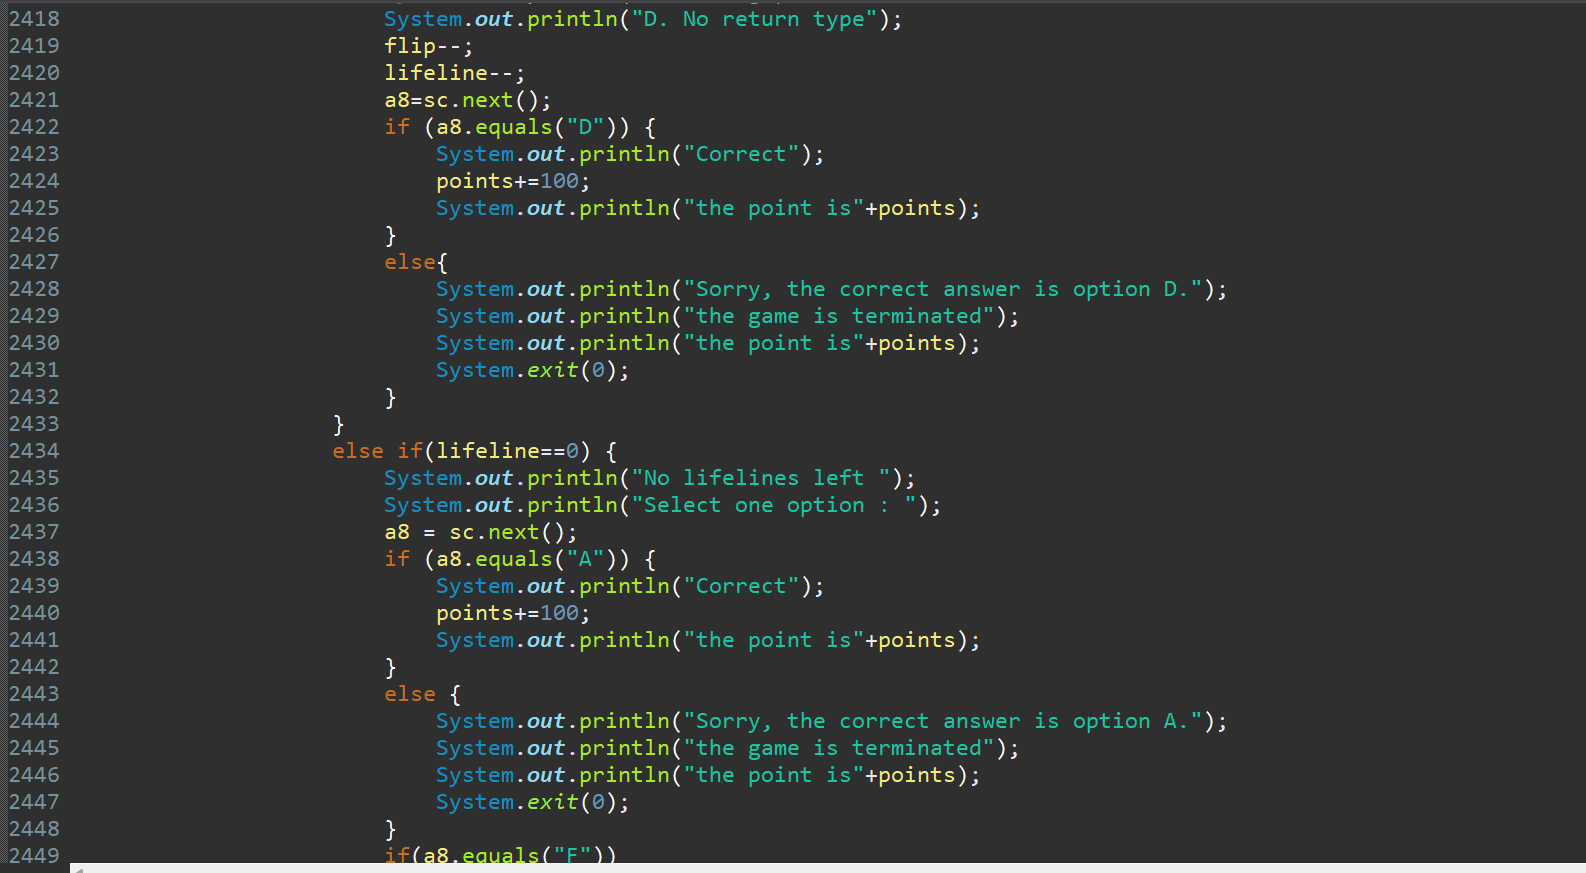 2418 System.out.println("D. No return type");
2419 flip--;
2420 lifeline--;
2421 a8=sc.next();
2422 if (a8.equals("D")) {
2423 System.out.println("Correct");
2424 points+=100;
2425 System.out.println("the point is"+points);
2426 }
2427 else{
2428 System.out.println("Sorry, the correct answer is option D.");
2429 System.out.println("the game is terminated");
2430 System.out.println("the point is"+points);
2431 System.exit(0);
2432 }
2433 }
2434 else if(lifeline==0) {
2435 System.out.println("No lifelines left ");
2436 System.out.println("Select one option : ");
2437 a8 = sc.next();
2438 if (a8.equals("A")) {
2439 System.out.println("Correct");
2440 points+=100;
2441 System.out.println("the point is"+points);
2442 }
2443 else {
2444 System.out.println("Sorry, the correct answer is option A.");
2445 System.out.println("the game is terminated");
2446 System.out.println("the point is"+points);
2447 System.exit(0);
2448 }
2449 if(a8.equals("F"))